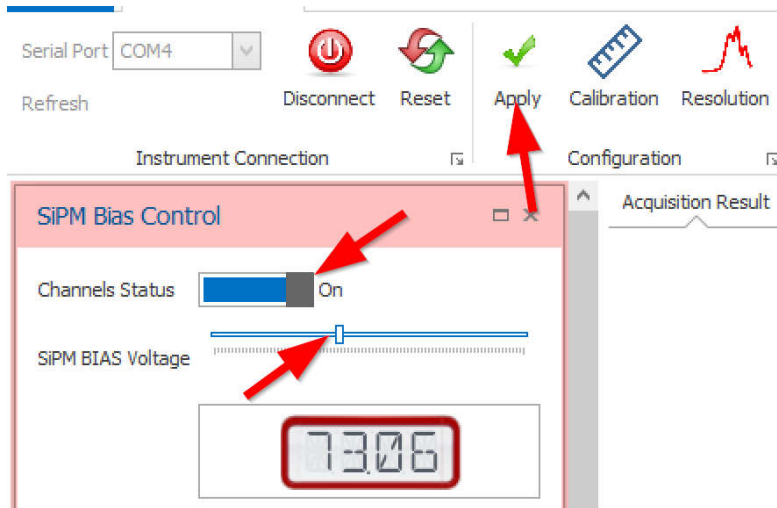 Serial Port COM4
Refresh
Disconnect Reset Apply Calibration Resolution
Instrument Connection Configuration
SiPM Bias Control
Acquisition Result
Channels Status On
SiPM BIAS Voltage
73.06